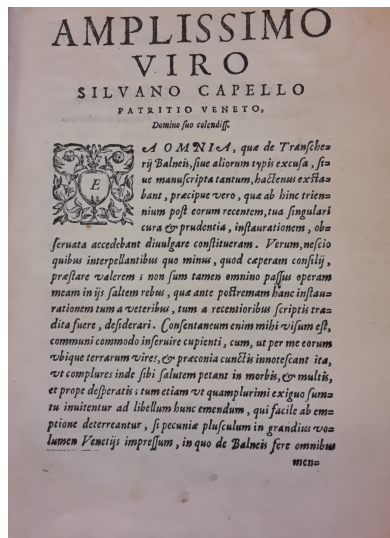 AMPLISSIMO
VIRO
SILVANO CAPELLO
PATRITIO VENETO,
Domino suo colendiss.
EA OMNIA, quæ de Transche=
rij Balneis, siue aliorum typis excusa, si=
ue manuscripta tantum, hactenus exsta=
bant, præcipue vero, quæ ab hinc trien=
nium post eorum recentem, tua singulari
cura & prudentia, instaurationem, ob=
seruata accedebant diuulgare constitueram. Verum, nescio
quibus interpellantibus quo minus, quod cæperam consilij,
præstare valerem; non sum tamen omnino passus operam
meam in ijs saltem rebus, quæ ante postremam hanc instau=
rationem tum a veteribus, tum a recentioribus scriptis tra=
dita fuere, desiderari. Consentaneum enim mihi visum est,
communi commodo inseruire cupienti, cum, ut per me eorum
vbique terrarum vires, & præconia cunctis innotescant ita,
vt complures inde sibi salutem petant in morbis, & multis,
et prope desperatis; tum etiam vt quamplurimi exiguo sum=
tu inuitentur ad libellum hunc emendum, qui facile ab em=
ptione deterreantur, si pecuniæ plusculum in grandius vo=
lumen Venetijs impressum, in quo de Balneis fere omnibus
men=